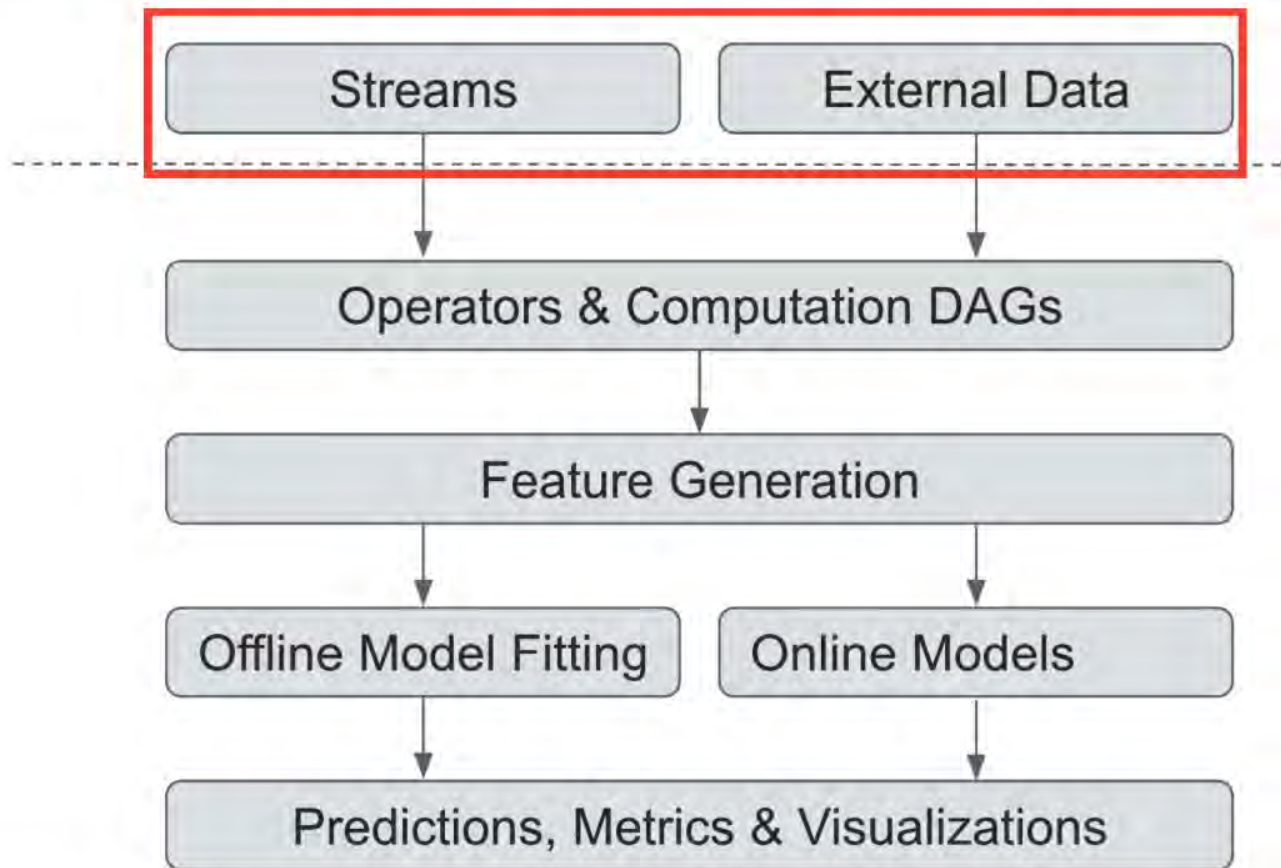 Streams
External Data
Operators & Computation DAGs
Feature Generation
Offline Model Fitting
Online Models
Predictions, Metrics & Visualizations